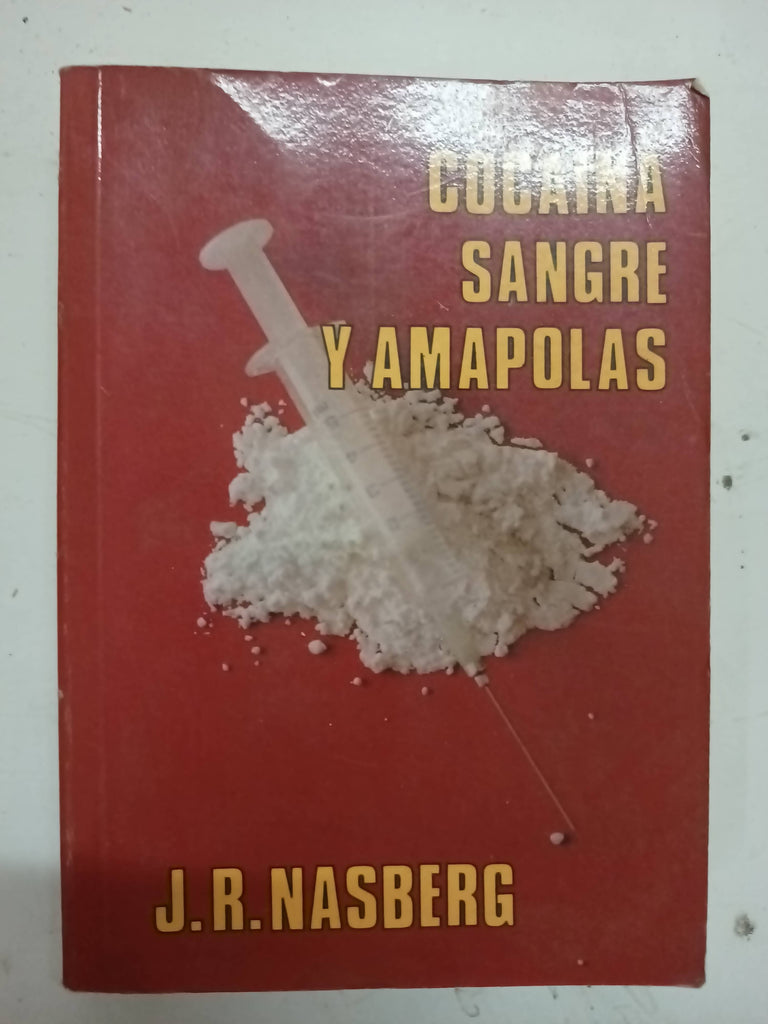 COCAINA
SANGRE
Y AMAPOLAS
J.R. NASBERG